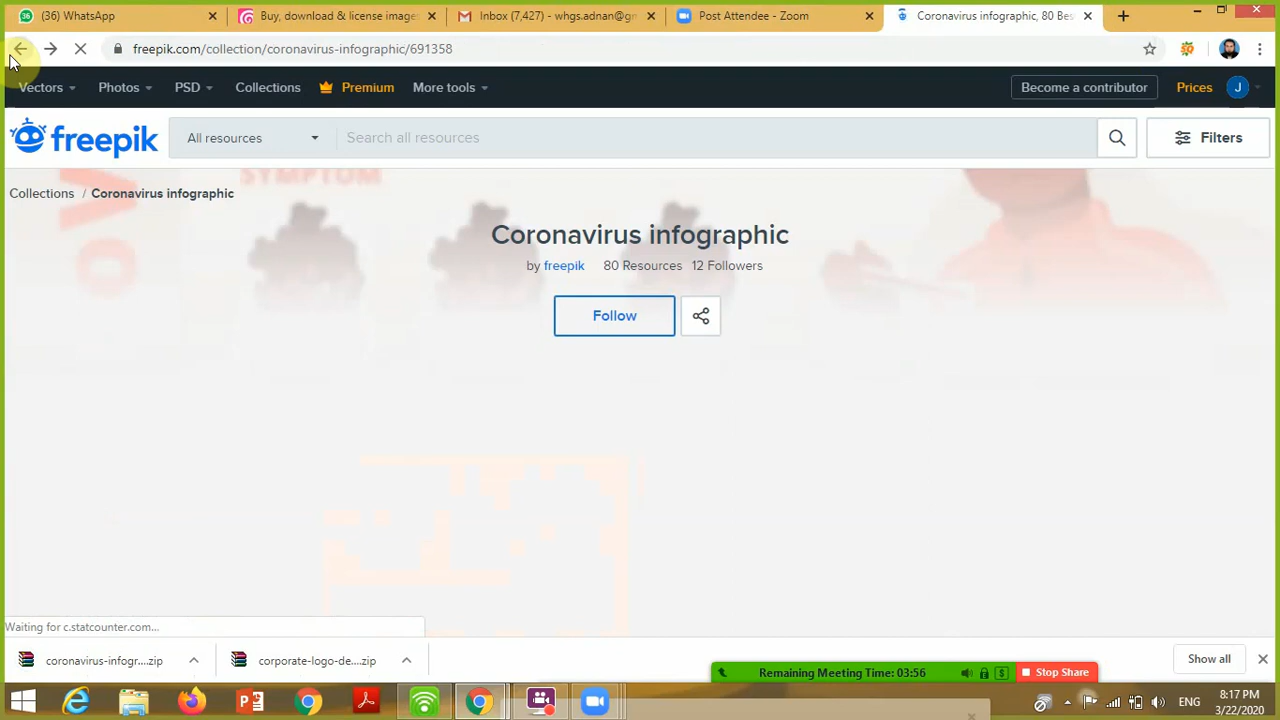 (36) WhatsApp
Buy, download & license image
Inbox (7,427) - whgs.adnan@gm
Post Attendee - Zoom
Coronavirus infographic, 80 Bes
freepik.com/collection/coronavirus-infographic/691358
Vectors
Photos
PSD
Collections
Premium
More tools
Become a contributor
Prices
J
freepik
All resources
Search all resources
Filters
SYMPTOM
Collections / Coronavirus infographic
Coronavirus infographic
by freepik 80 Resources 12 Followers
Follow
Waiting for c.statcounter.com...
coronavirus-infogr....zip
corporate-logo-de....zip
Show all
Remaining Meeting Time: 03:56
Stop Share
ENG
8:17 PM
3/22/2020